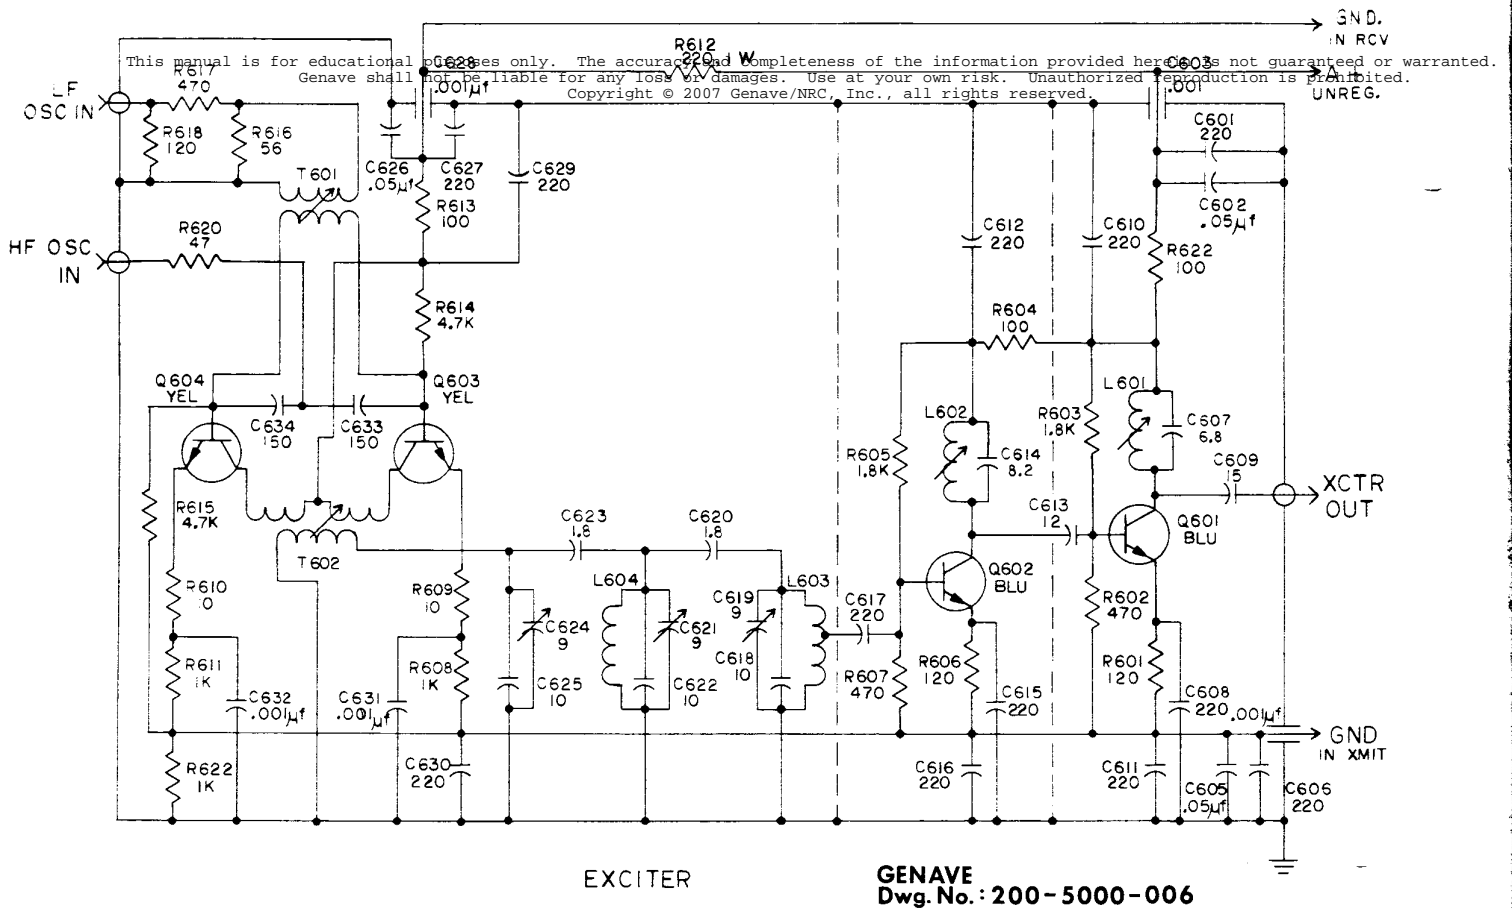 GND.
IN RCV
R612
220 1 W
This manual is for educational purposes only. The accuracy and completeness of the information provided herein is not guaranteed or warranted.
Genave shall not be liable for any loss or damages. Use at your own risk. Unauthorized reproduction is prohibited.
Copyright © 2007 Genave/NRC, Inc., all rights reserved.
A +
UNREG.
C628
.001µf
C603
.001
R617
470
LF
OSC IN
R618
120
R616
56
C601
220
T601
C626
.05µf
C627
220
C629
220
C602
.05µf
R613
100
R620
47
HF OSC
IN
C612
220
C610
220
R622
100
R614
4.7K
R604
100
Q604
YEL
Q603
YEL
L601
C634
150
C633
150
L602
R603
1.8K
C607
6.8
R605
1.8K
C614
8.2
C609
15
XCTR
OUT
R615
4.7K
C623
1.8
C620
1.8
C613
12
Q601
BLU
T602
Q602
BLU
L604
L603
R610
10
R609
10
C619
9
C617
220
R602
470
C624
9
C621
9
R611
1K
R608
1K
C618
10
R606
120
R601
120
C625
10
C622
10
R607
470
C632
.001µf
C631
.001µf
C615
220
C608
220
.001µf
GND
IN XMIT
R622
1K
C630
220
C616
220
C611
220
C605
.05µf
C606
220
EXCITER
GENAVE
Dwg. No.: 200-5000-006